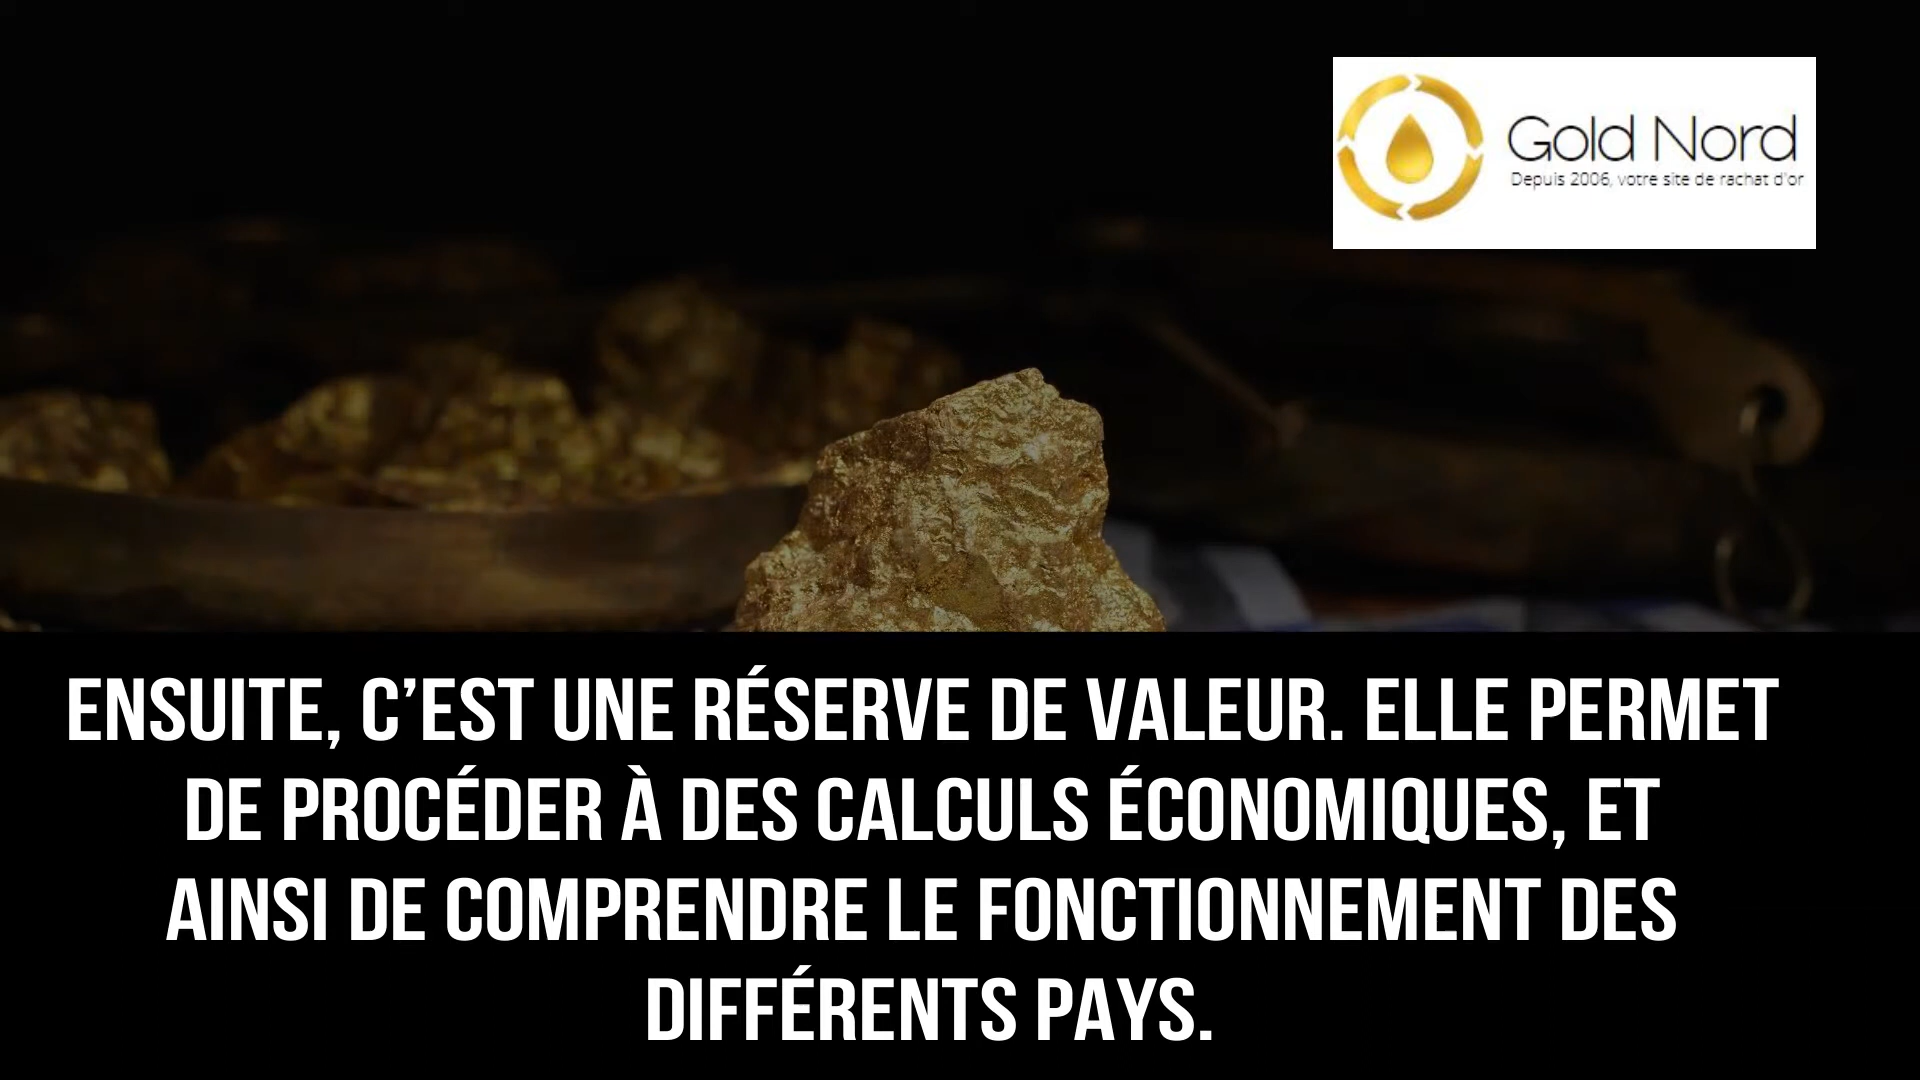 Gold Nord
Depuis 2006, votre site de rachat d'or
ENSUITE, C’EST UNE RÉSERVE DE VALEUR. ELLE PERMET
DE PROCÉDER À DES CALCULS ÉCONOMIQUES, ET
AINSI DE COMPRENDRE LE FONCTIONNEMENT DES
DIFFÉRENTS PAYS.